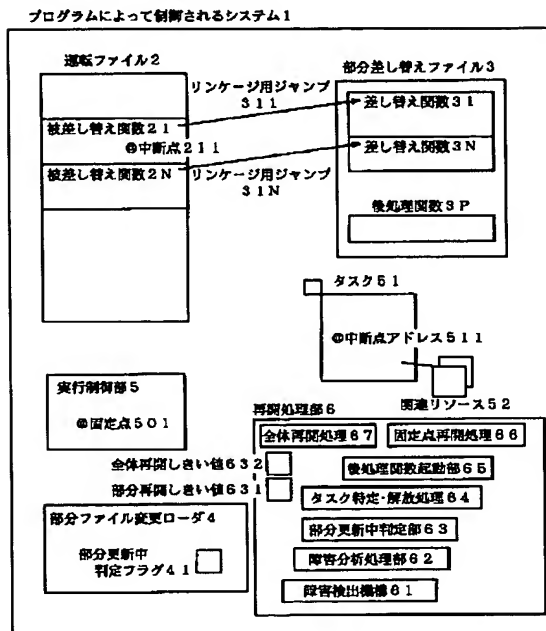 プログラムによって制御されるシステム1
運転ファイル2
リンケージ用ジャンプ
311
被差し替え関数21
@中断点211
被差し替え関数2N
リンケージ用ジャンプ
31N
部分差し替えファイル3
差し替え関数31
差し替え関数3N
後処理関数3P
タスク51
@中断点アドレス511
関連リソース52
実行制御部5
@固定点501
再開処理部6
全体再開処理67
固定点再開処理66
全体再開しきい値632
後処理関数起動部65
部分再開しきい値631
タスク特定・解放処理64
部分更新中判定部63
障害分析処理部62
障害検出機構61
部分ファイル変更ローダ4
部分更新中
判定フラグ41